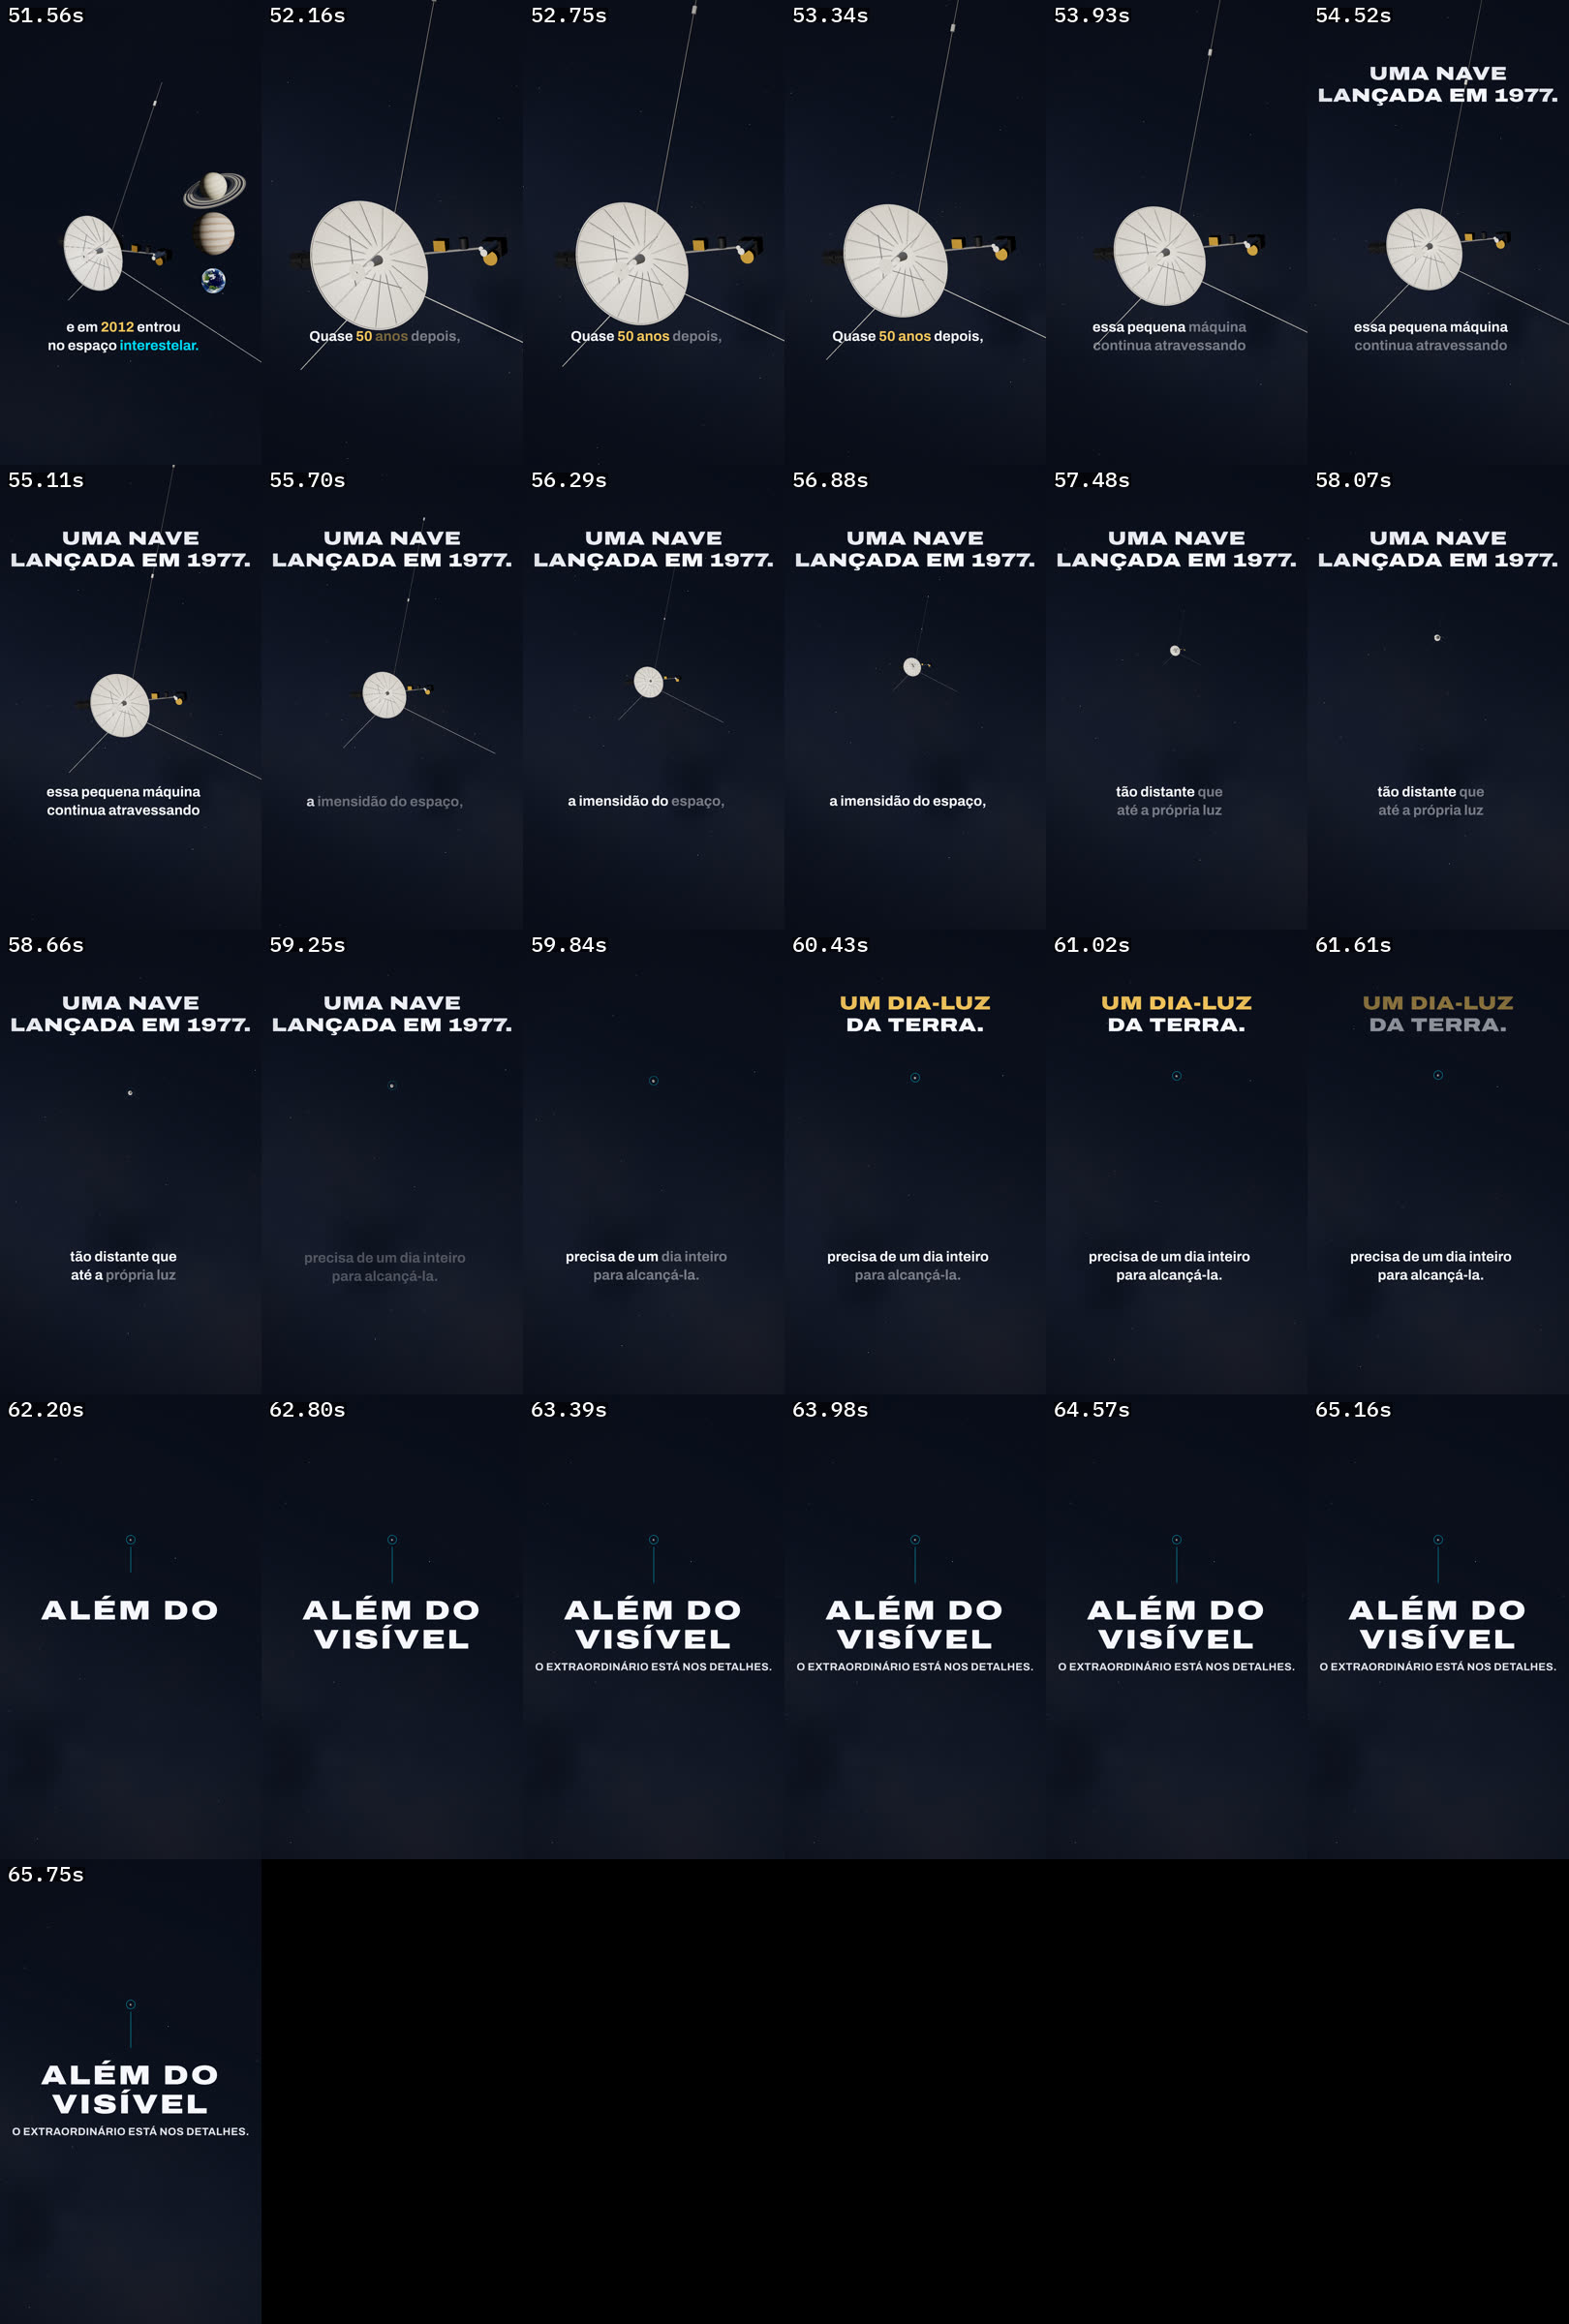 51.56s
e em 2012 entrou
no espaço interestelar.
52.16s
Quase 50 anos depois,
52.75s
Quase 50 anos depois,
53.34s
Quase 50 anos depois,
53.93s
essa pequena máquina
continua atravessando
54.52s
UMA NAVE
LANÇADA EM 1977.
essa pequena máquina
continua atravessando
55.11s
UMA NAVE
LANÇADA EM 1977.
essa pequena máquina
continua atravessando
55.70s
UMA NAVE
LANÇADA EM 1977.
a imensidão do espaço,
56.29s
UMA NAVE
LANÇADA EM 1977.
a imensidão do espaço,
56.88s
UMA NAVE
LANÇADA EM 1977.
a imensidão do espaço,
57.48s
UMA NAVE
LANÇADA EM 1977.
tão distante que
até a própria luz
58.07s
UMA NAVE
LANÇADA EM 1977.
tão distante que
até a própria luz
58.66s
UMA NAVE
LANÇADA EM 1977.
tão distante que
até a própria luz
59.25s
UMA NAVE
LANÇADA EM 1977.
precisa de um dia inteiro
para alcançá-la.
59.84s
precisa de um dia inteiro
para alcançá-la.
60.43s
UM DIA-LUZ
DA TERRA.
precisa de um dia inteiro
para alcançá-la.
61.02s
UM DIA-LUZ
DA TERRA.
precisa de um dia inteiro
para alcançá-la.
61.61s
UM DIA-LUZ
DA TERRA.
precisa de um dia inteiro
para alcançá-la.
62.20s
ALÉM DO
62.80s
ALÉM DO
VISÍVEL
63.39s
ALÉM DO
VISÍVEL
O EXTRAORDINÁRIO ESTÁ NOS DETALHES.
63.98s
ALÉM DO
VISÍVEL
O EXTRAORDINÁRIO ESTÁ NOS DETALHES.
64.57s
ALÉM DO
VISÍVEL
O EXTRAORDINÁRIO ESTÁ NOS DETALHES.
65.16s
ALÉM DO
VISÍVEL
O EXTRAORDINÁRIO ESTÁ NOS DETALHES.
65.75s
ALÉM DO
VISÍVEL
O EXTRAORDINÁRIO ESTÁ NOS DETALHES.